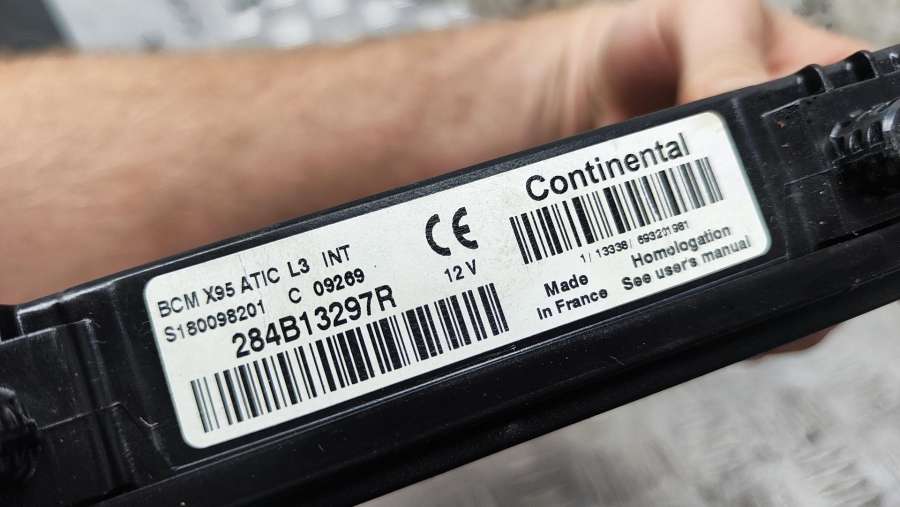 BCM X95 ATIC L3 INT
S180098201 C 09269
284B13297R
CE
12 V
Continental
1/ 13338/ 693201981
Made
In France
Homologation
See user's manual